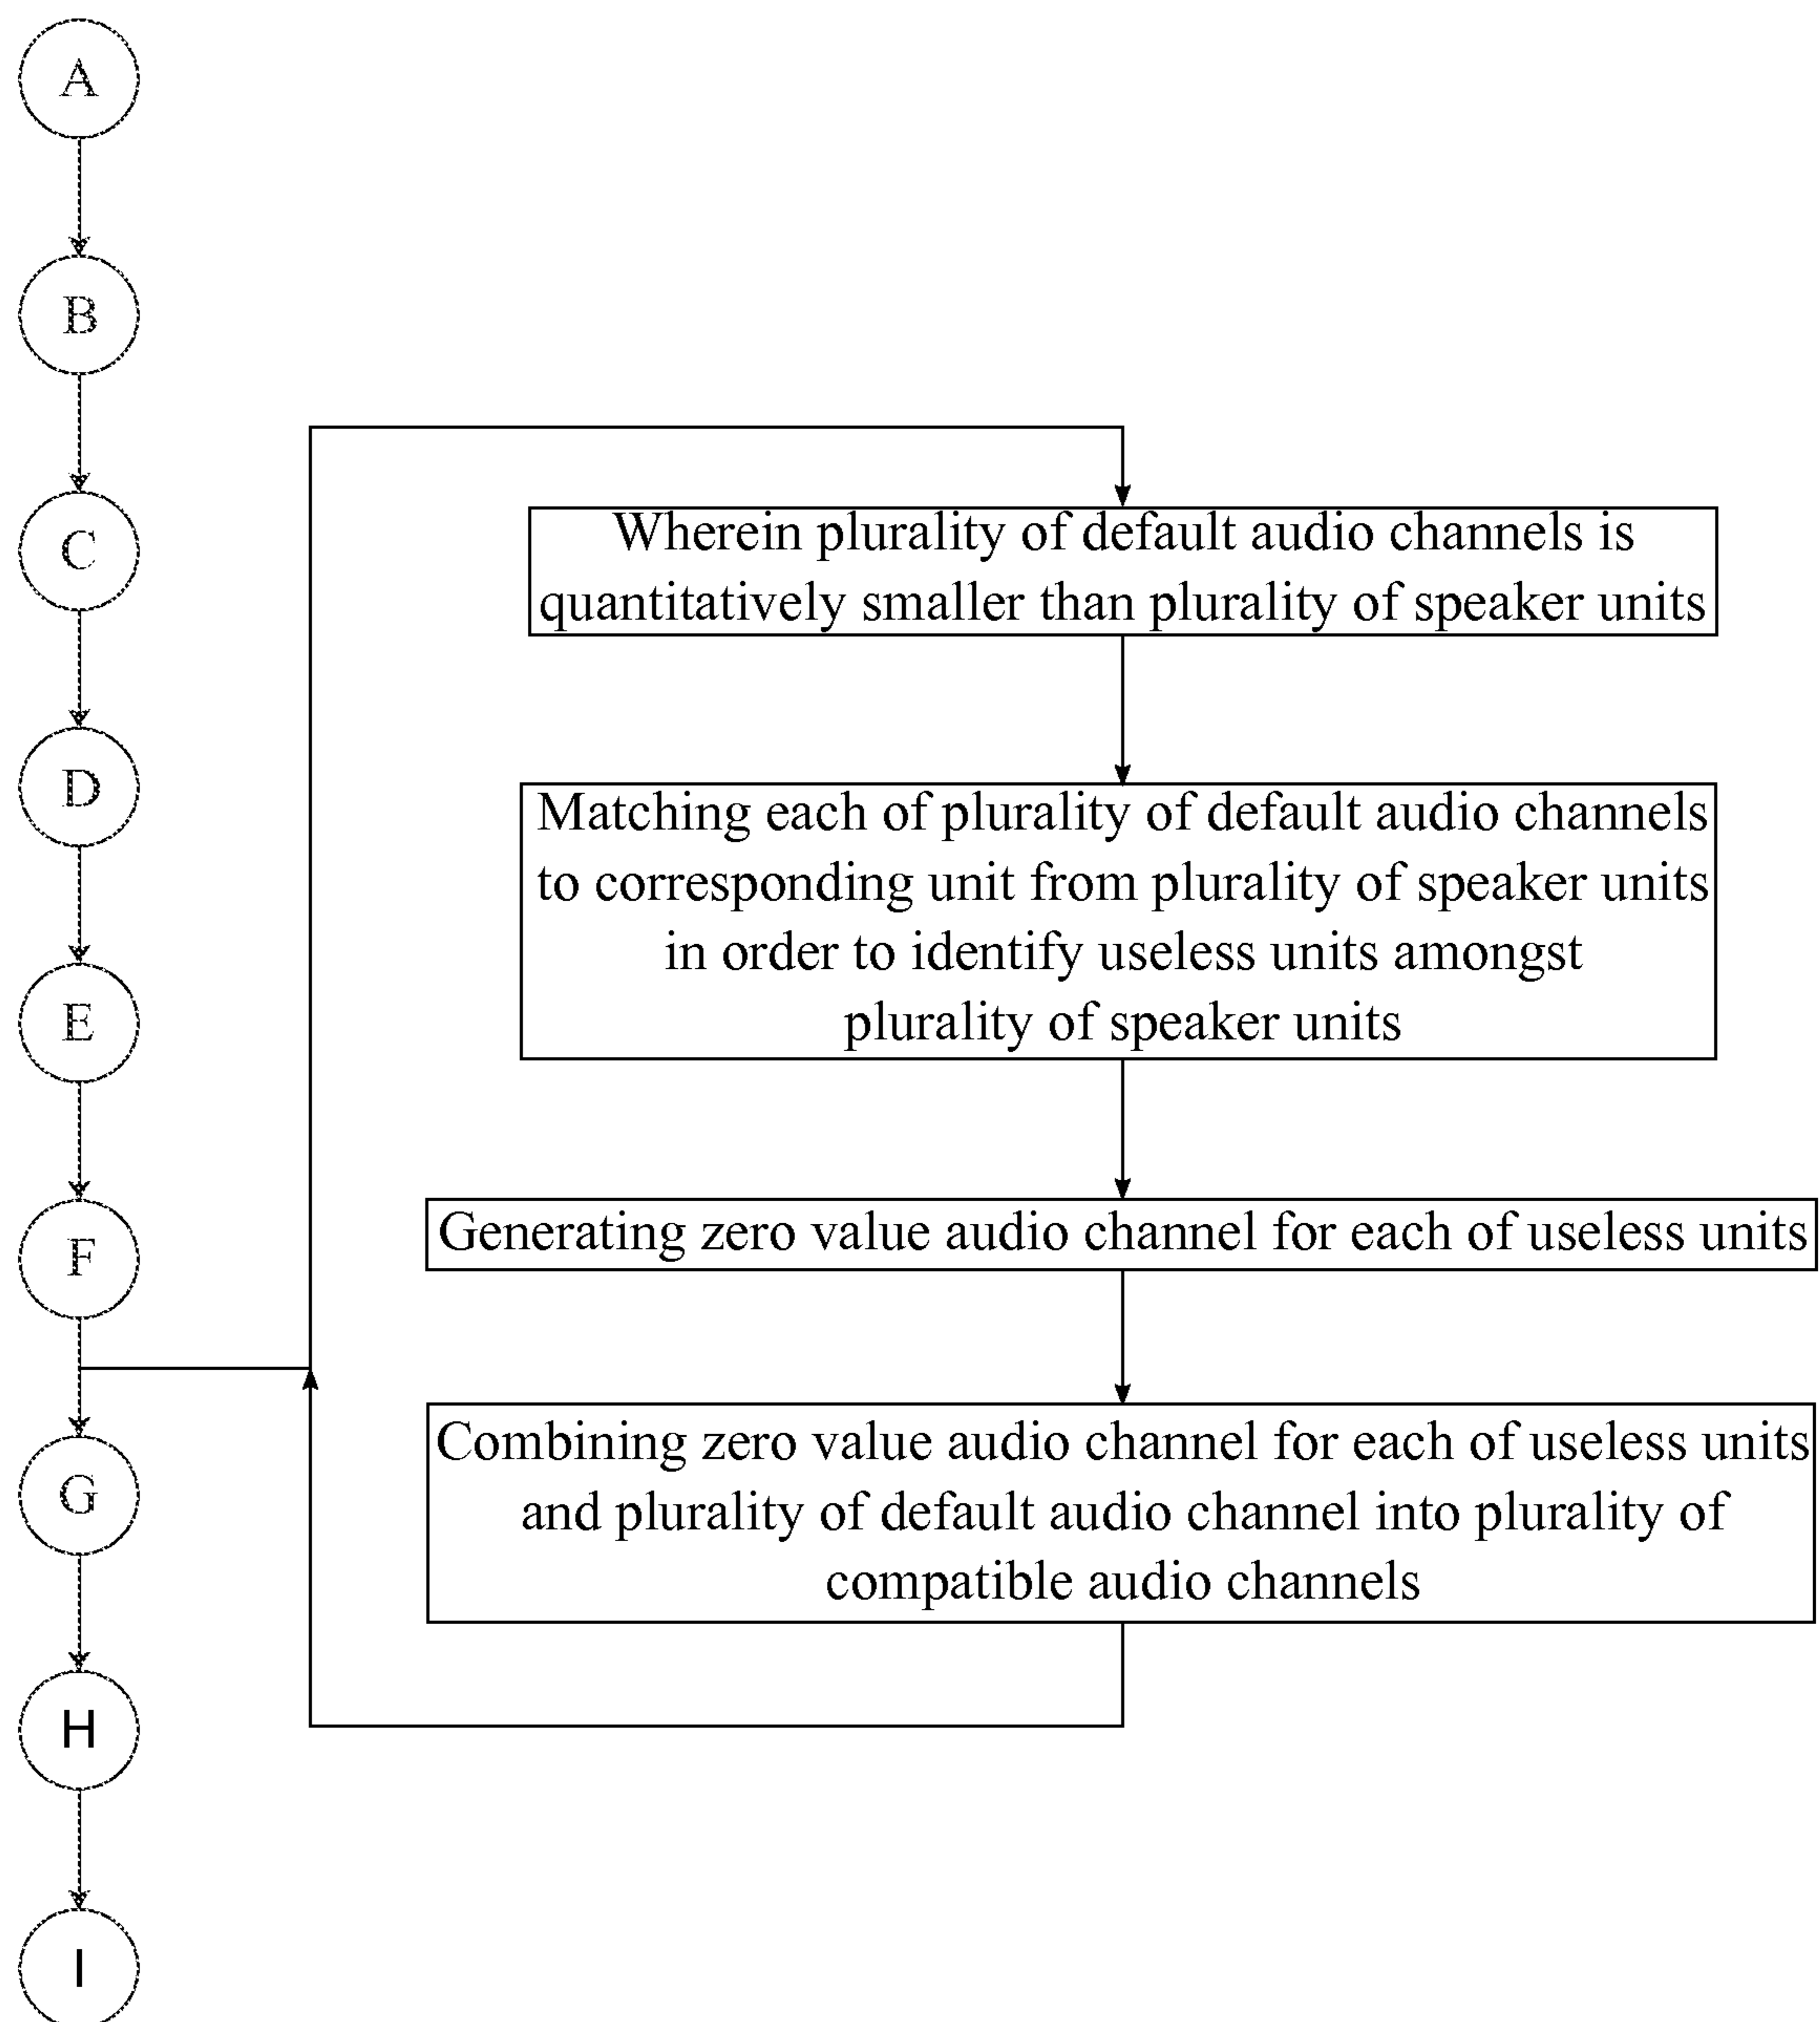 A
B
C
D
E
F
G
H
I
Wherein plurality of default audio channels is
quantitatively smaller than plurality of speaker units
Matching each of plurality of default audio channels
to corresponding unit from plurality of speaker units
in order to identify useless units amongst
plurality of speaker units
Generating zero value audio channel for each of useless units
Combining zero value audio channel for each of useless units
and plurality of default audio channel into plurality of
compatible audio channels